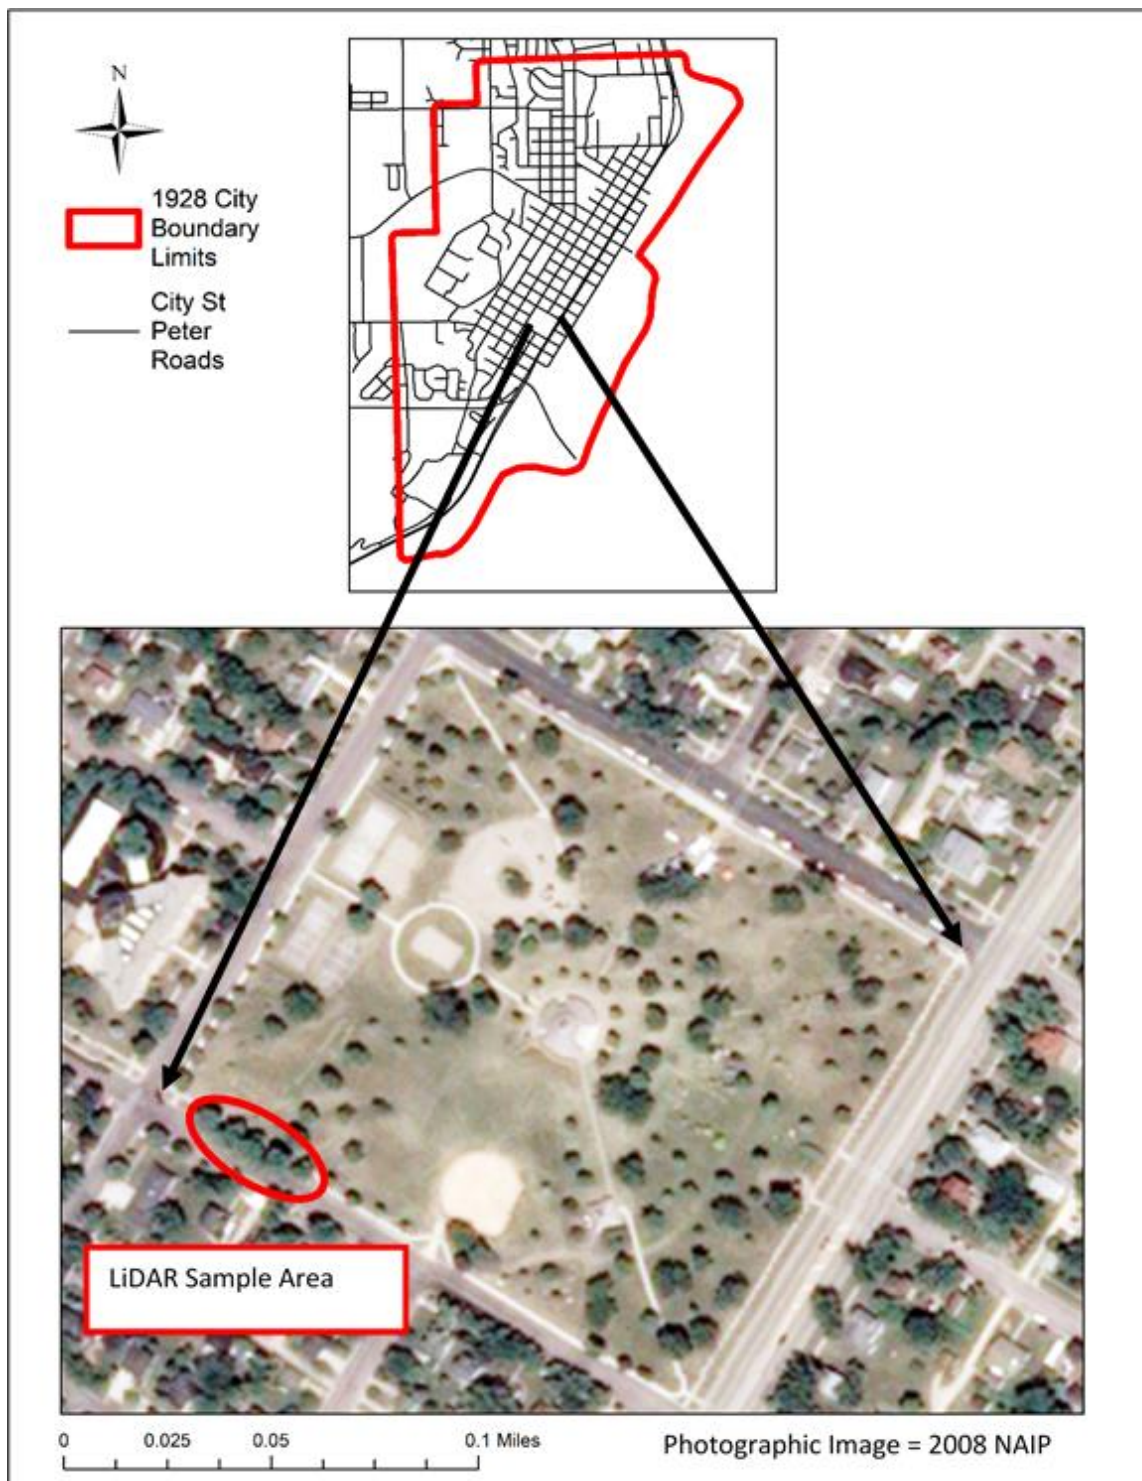 N
1928 City
Boundary
Limits
City St
Peter
Roads
LiDAR Sample Area
0 0.025 0.05 0.1 Miles
Photographic Image = 2008 NAIP